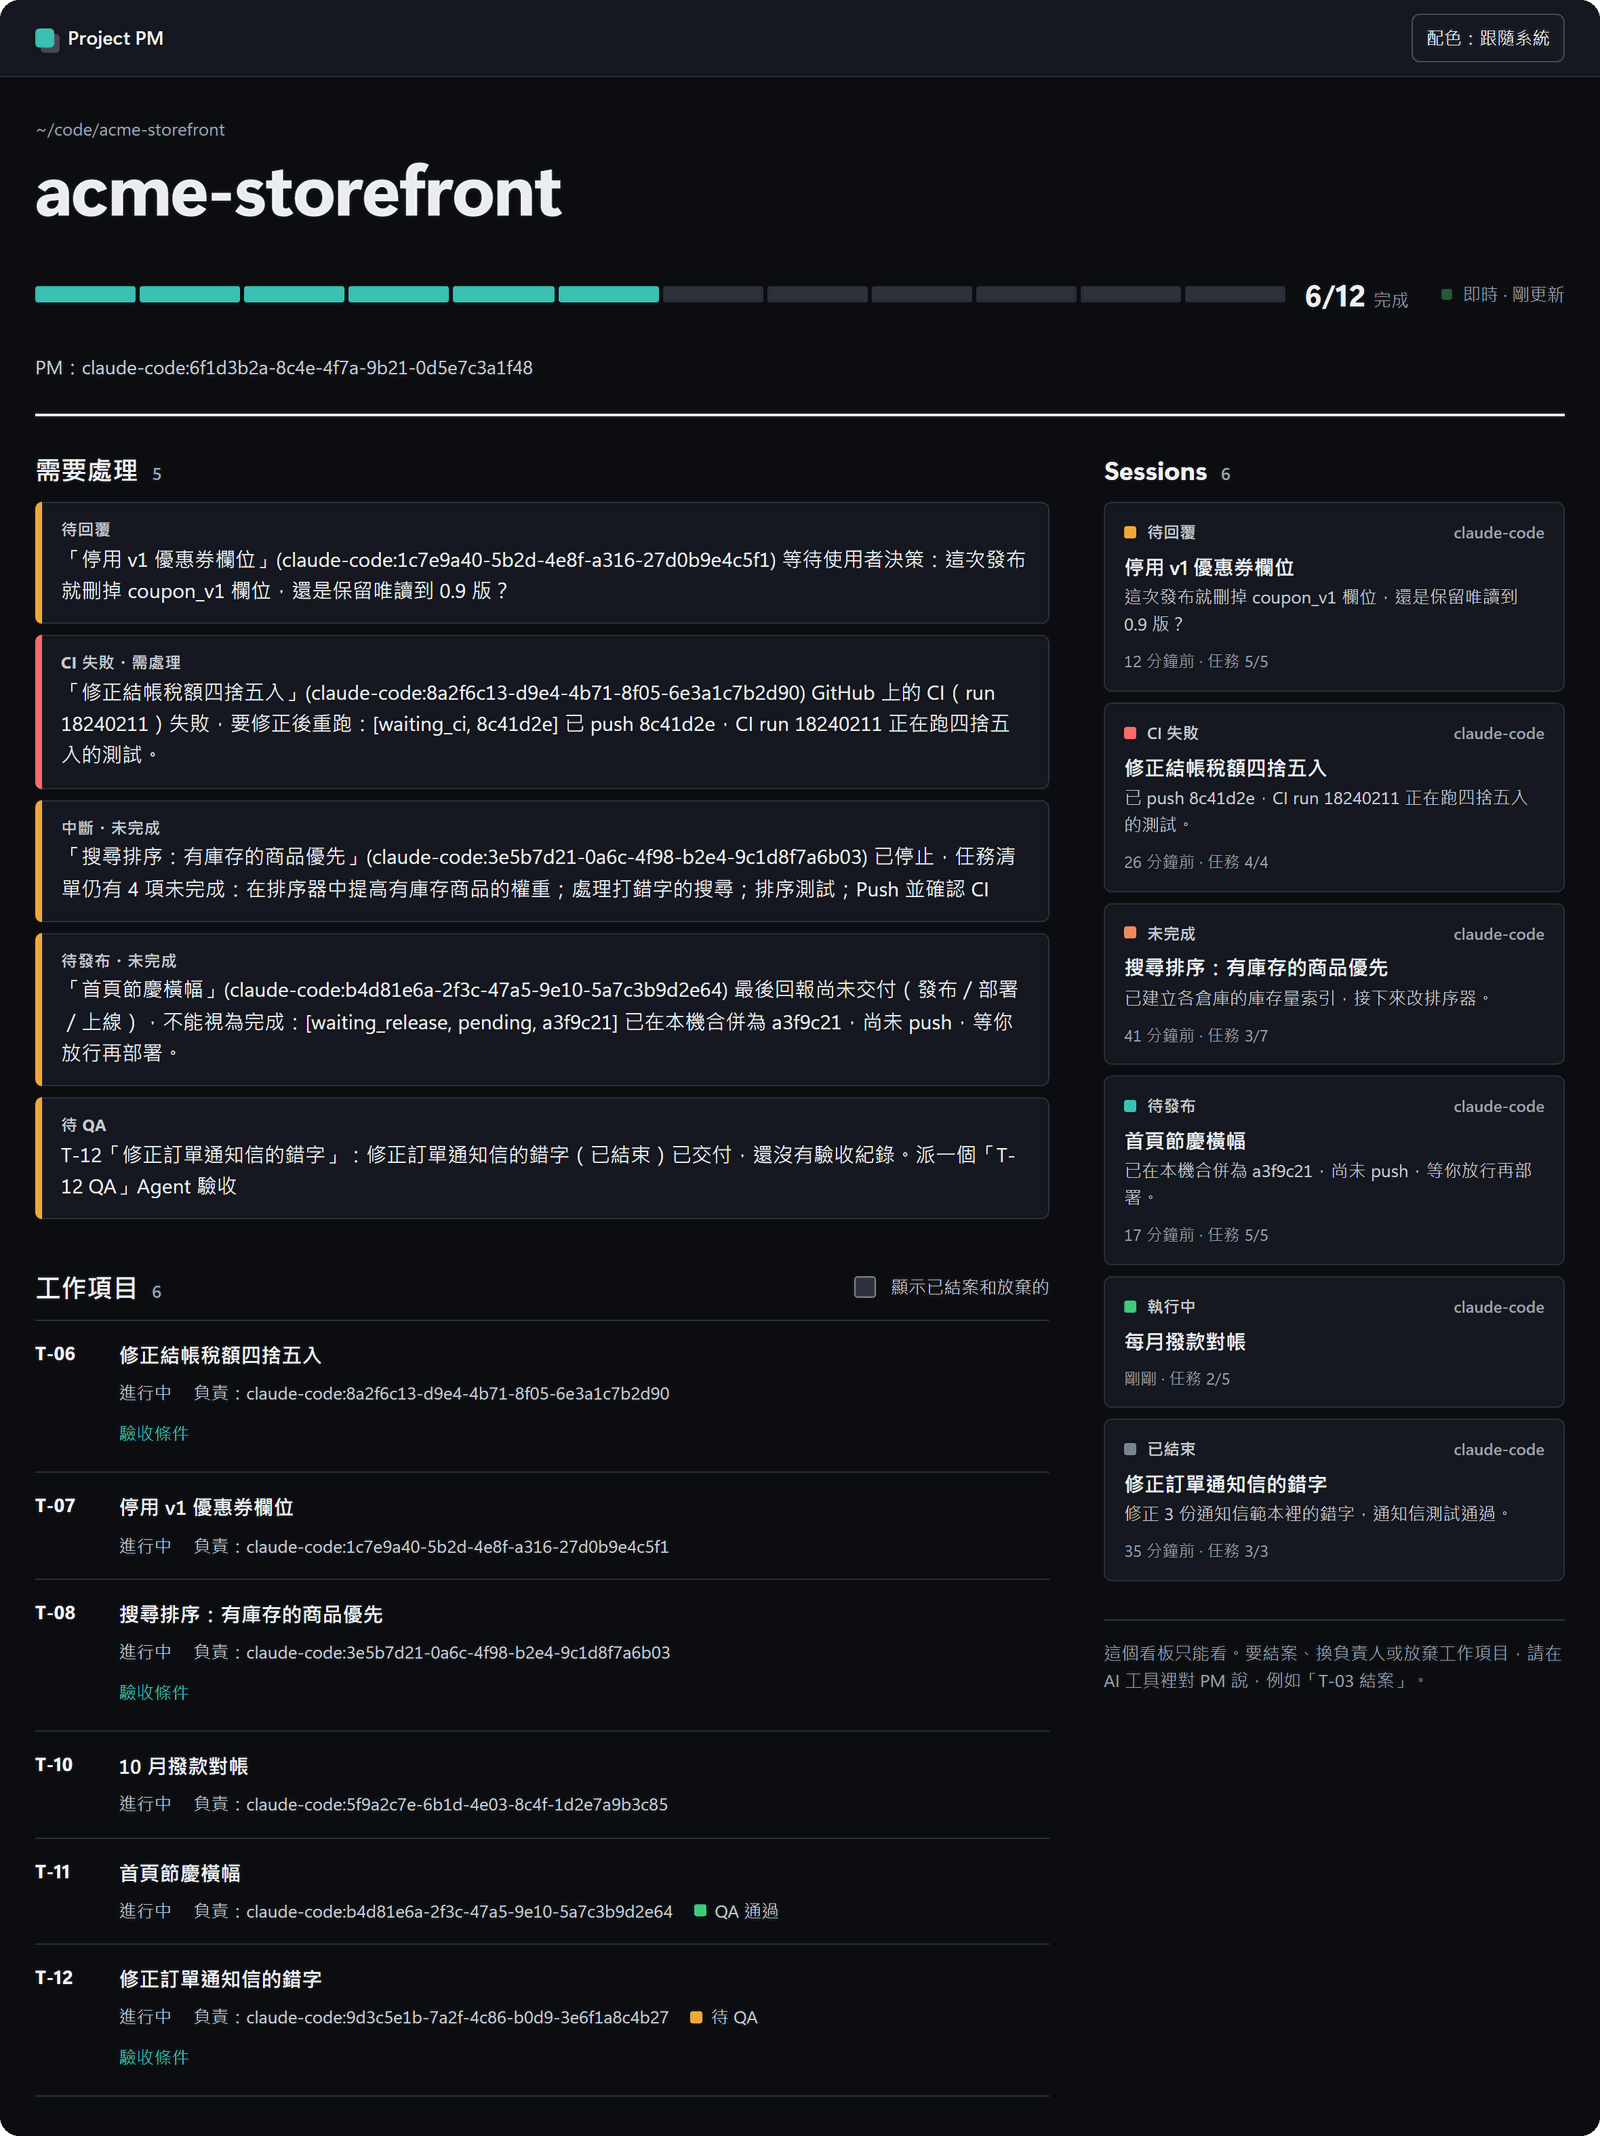 Project PM
配色：跟隨系統
~/code/acme-storefront
acme-storefront
6/12 完成
即時 · 剛更新
PM：claude-code:6f1d3b2a-8c4e-4f7a-9b21-0d5e7c3a1f48
需要處理 5
待回覆
「停用 v1 優惠券欄位」(claude-code:1c7e9a40-5b2d-4e8f-a316-27d0b9e4c5f1) 等待使用者決策：這次發布
就刪掉 coupon_v1 欄位，還是保留唯讀到 0.9 版？
CI 失敗 · 需處理
「修正結帳稅額四捨五入」(claude-code:8a2f6c13-d9e4-4b71-8f05-6e3a1c7b2d90) GitHub 上的 CI（run
18240211）失敗，要修正後重跑：[waiting_ci, 8c41d2e] 已 push 8c41d2e，CI run 18240211 正在跑四捨五
入的測試。
中斷 · 未完成
「搜尋排序：有庫存的商品優先」(claude-code:3e5b7d21-0a6c-4f98-b2e4-9c1d8f7a6b03) 已停止，任務清
單仍有 4 項未完成：在排序器中提高有庫存商品的權重；處理打錯字的搜尋；排序測試；Push 並確認 CI
待發布 · 未完成
「首頁節慶橫幅」(claude-code:b4d81e6a-2f3c-47a5-9e10-5a7c3b9d2e64) 最後回報尚未交付（發布／部署
／上線），不能視為完成：[waiting_release, pending, a3f9c21] 已在本機合併為 a3f9c21，尚未 push，等你
放行再部署。
待 QA
T-12「修正訂單通知信的錯字」：修正訂單通知信的錯字（已結束）已交付，還沒有驗收紀錄。派一個「T-
12 QA」Agent 驗收
工作項目 6
顯示已結案和放棄的
T-06 修正結帳稅額四捨五入
進行中 負責：claude-code:8a2f6c13-d9e4-4b71-8f05-6e3a1c7b2d90
驗收條件
T-07 停用 v1 優惠券欄位
進行中 負責：claude-code:1c7e9a40-5b2d-4e8f-a316-27d0b9e4c5f1
T-08 搜尋排序：有庫存的商品優先
進行中 負責：claude-code:3e5b7d21-0a6c-4f98-b2e4-9c1d8f7a6b03
驗收條件
T-10 10 月撥款對帳
進行中 負責：claude-code:5f9a2c7e-6b1d-4e03-8c4f-1d2e7a9b3c85
T-11 首頁節慶橫幅
進行中 負責：claude-code:b4d81e6a-2f3c-47a5-9e10-5a7c3b9d2e64 QA 通過
T-12 修正訂單通知信的錯字
進行中 負責：claude-code:9d3c5e1b-7a2f-4c86-b0d9-3e6f1a8c4b27 待 QA
驗收條件
Sessions 6
待回覆 claude-code
停用 v1 優惠券欄位
這次發布就刪掉 coupon_v1 欄位，還是保留唯讀到
0.9 版？
12 分鐘前 · 任務 5/5
CI 失敗 claude-code
修正結帳稅額四捨五入
已 push 8c41d2e，CI run 18240211 正在跑四捨五入
的測試。
26 分鐘前 · 任務 4/4
未完成 claude-code
搜尋排序：有庫存的商品優先
已建立各倉庫的庫存量索引，接下來改排序器。
41 分鐘前 · 任務 3/7
待發布 claude-code
首頁節慶橫幅
已在本機合併為 a3f9c21，尚未 push，等你放行再部
署。
17 分鐘前 · 任務 5/5
執行中 claude-code
每月撥款對帳
剛剛 · 任務 2/5
已結束 claude-code
修正訂單通知信的錯字
修正 3 份通知信範本裡的錯字，通知信測試通過。
35 分鐘前 · 任務 3/3
這個看板只能看。要結案、換負責人或放棄工作項目，請在
AI 工具裡對 PM 說，例如「T-03 結案」。